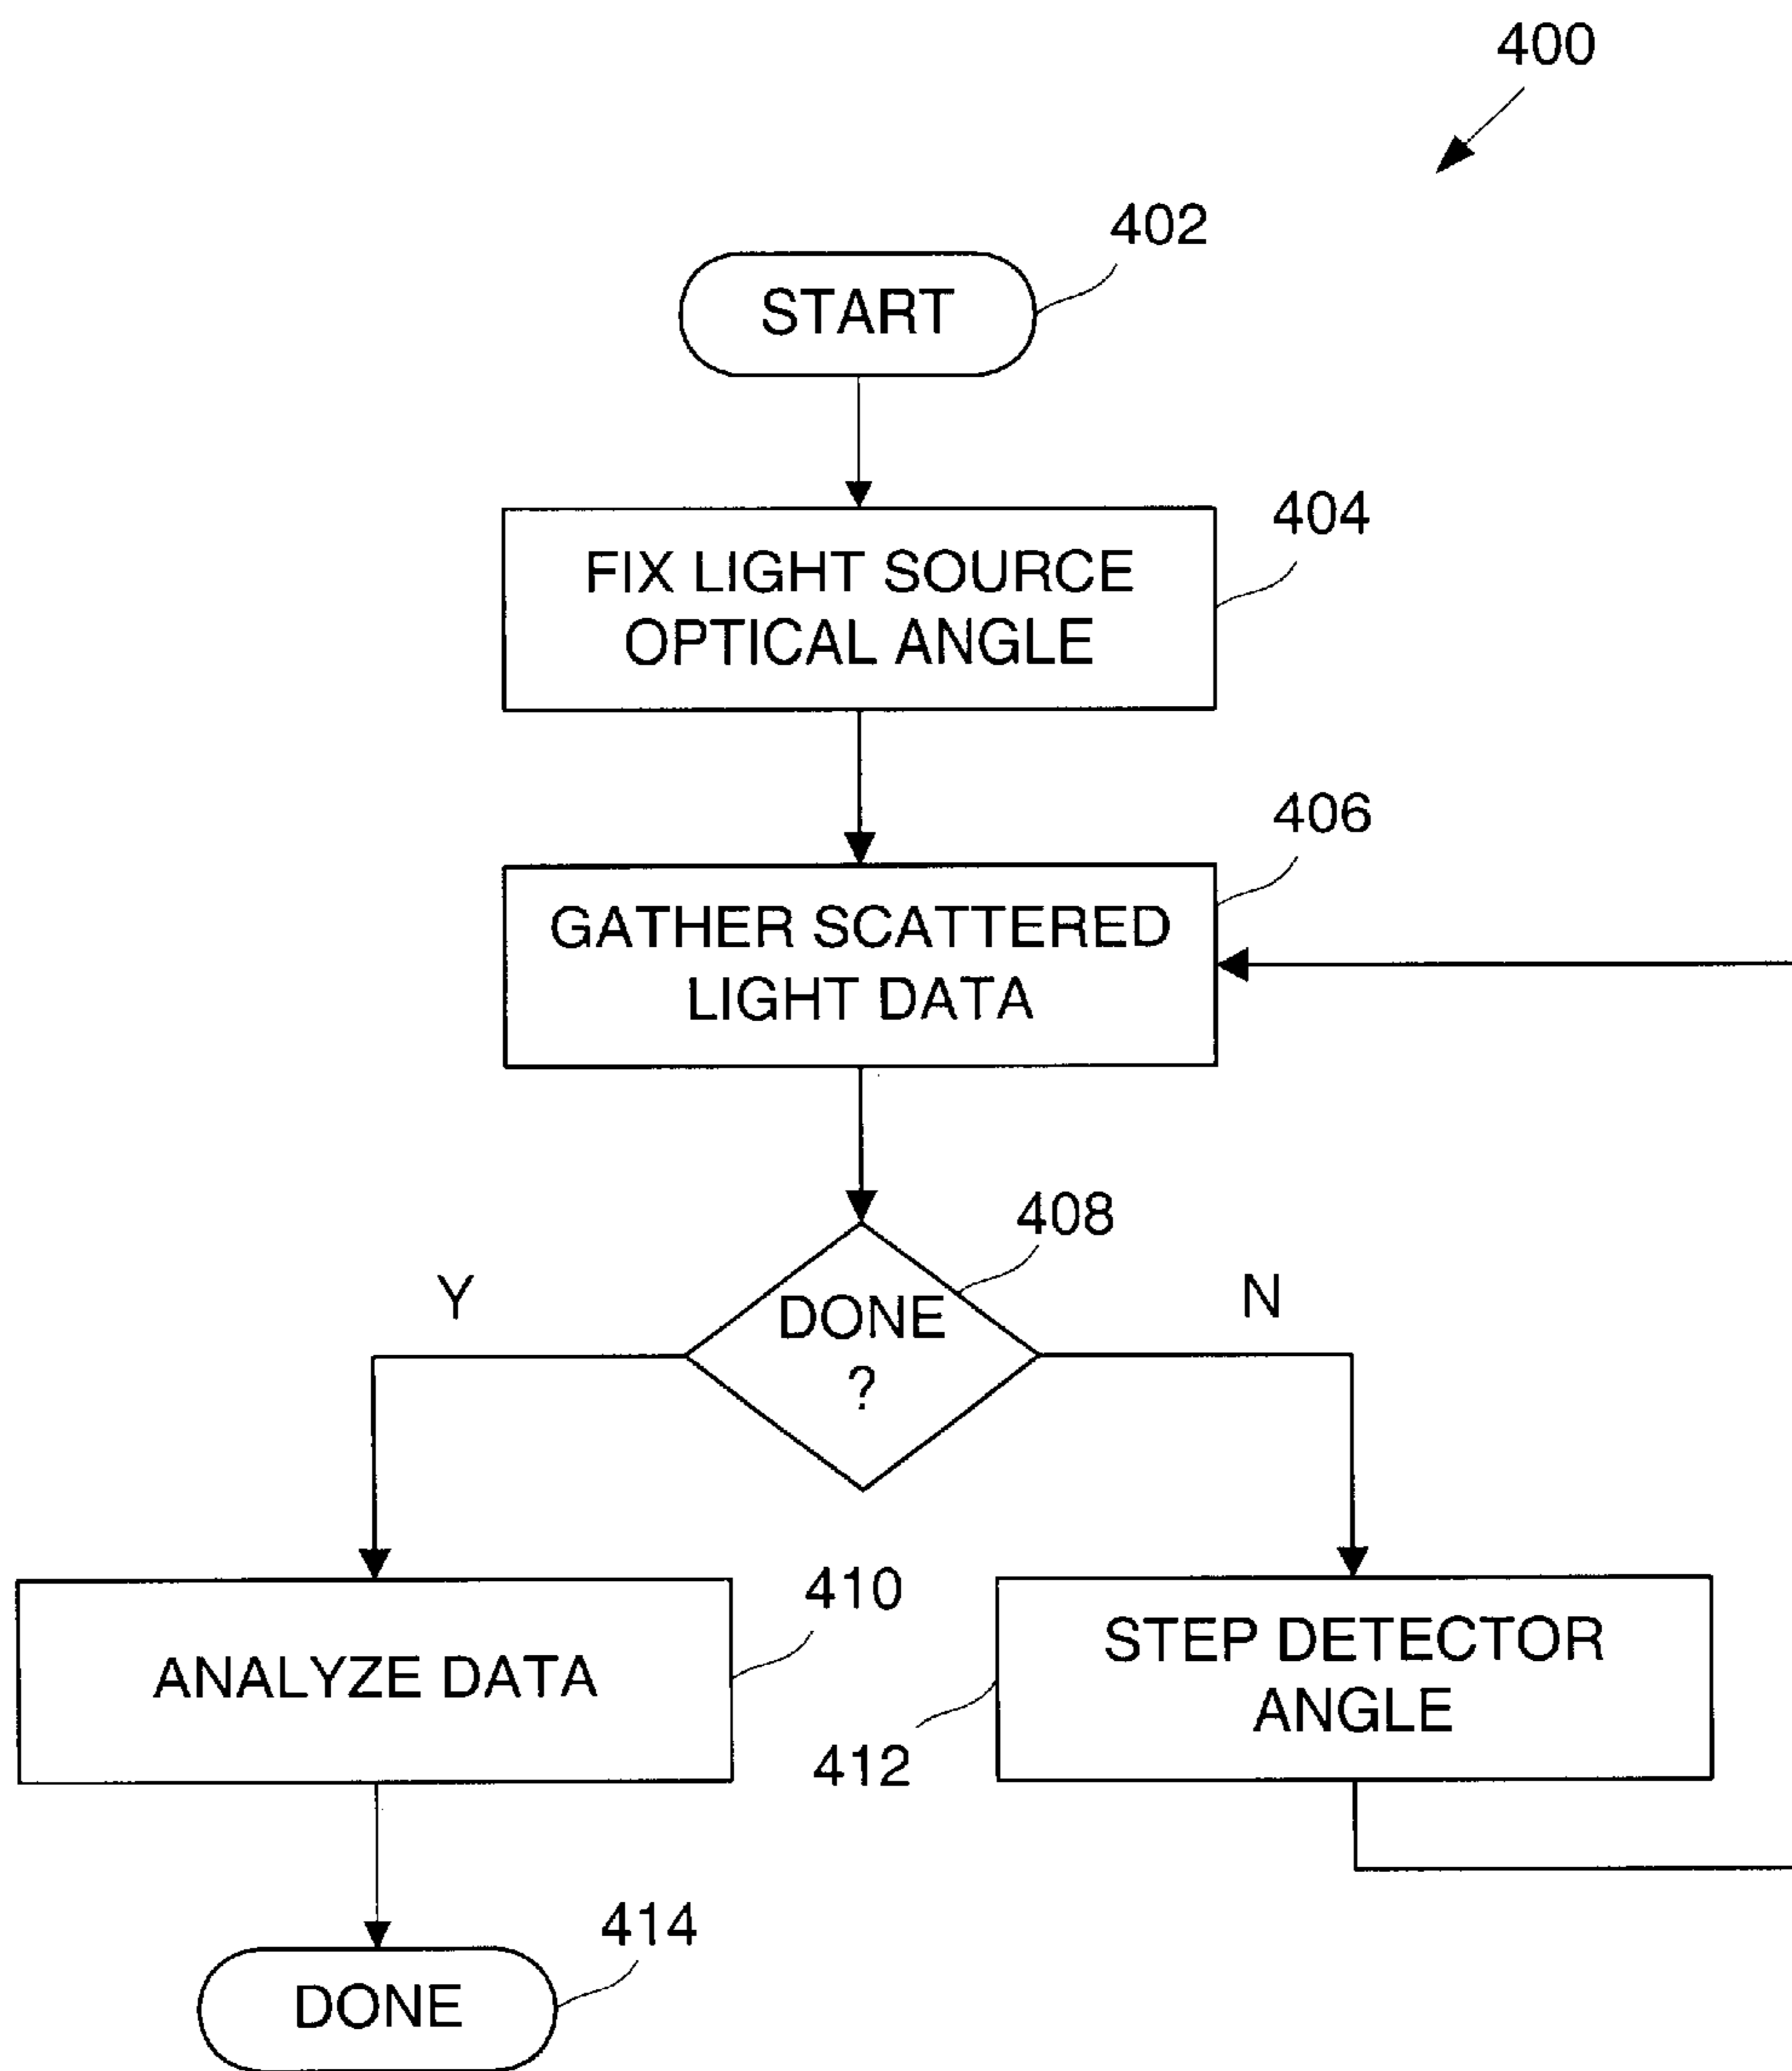 400
402
START
404
FIX LIGHT SOURCE
OPTICAL ANGLE
406
GATHER SCATTERED
LIGHT DATA
408
Y
DONE
?
N
410
ANALYZE DATA
STEP DETECTOR
ANGLE
412
414
DONE